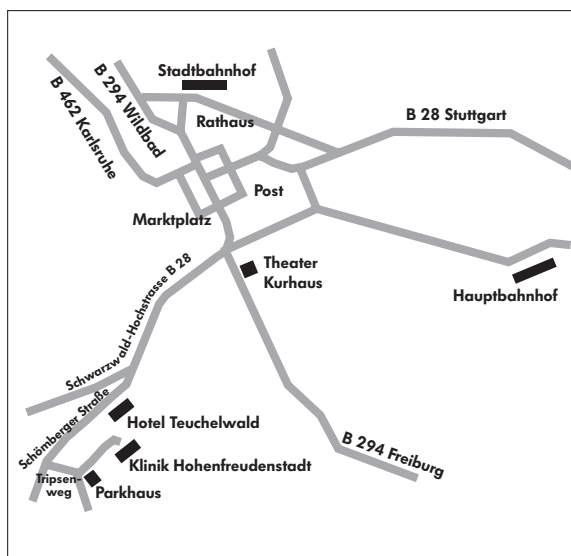 Stadtbahnhof
B 462 Karlsruhe
B 294 Wildbad
Rathaus
B 28 Stuttgart
Post
Marktplatz
Theater
Kurhaus
Hauptbahnhof
Schwarzwald-Hochstrasse B 28
Schömberger Straße
Hotel Teuchelwald
B 294 Freiburg
Klinik Hohenfreudenstadt
Tripsen-
weg
Parkhaus